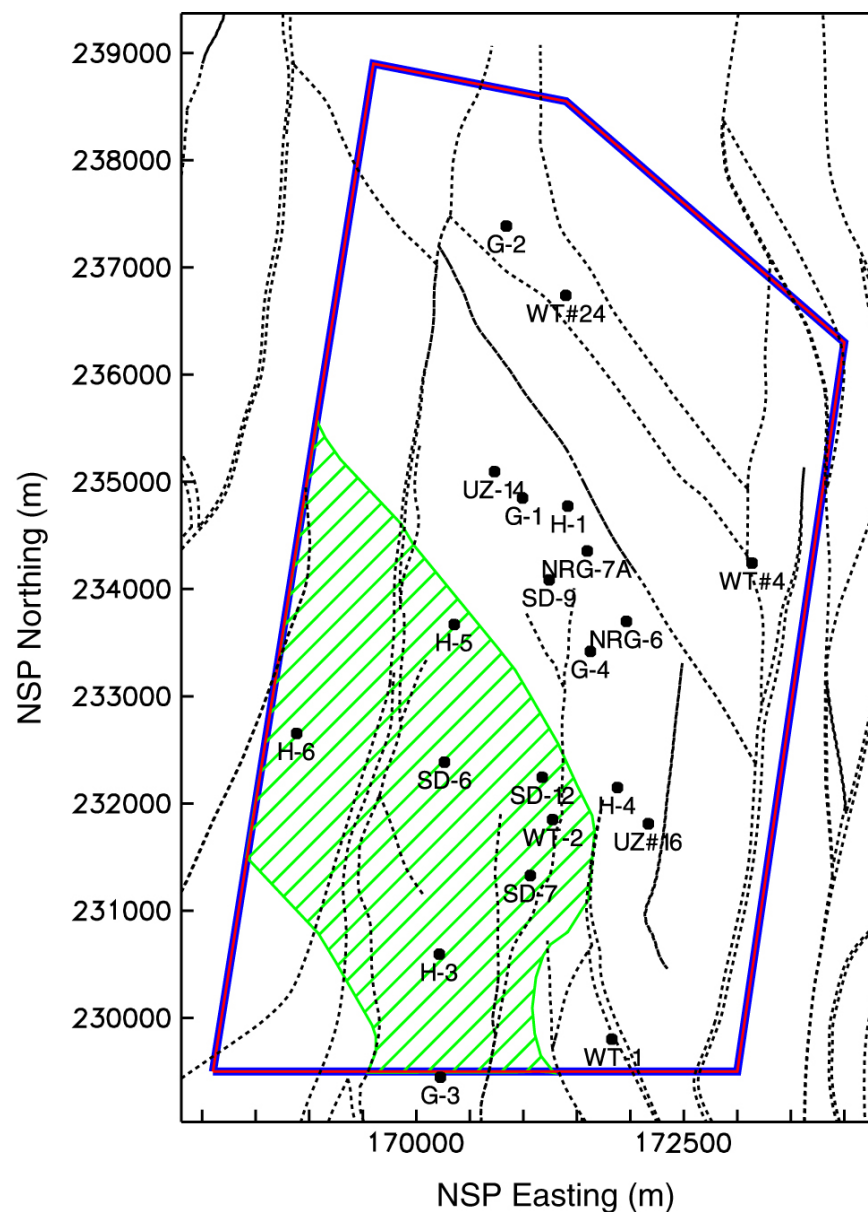 239000
238000
237000
236000
235000
234000
233000
232000
231000
230000
NSP Northing (m)
G-2
WT#24
UZ-14
G-1
H-1
NRG-7A
WT#4
SD-9
H-5
NRG-6
G-4
H-6
SD-6
SD-12
H-4
WT-2
UZ#16
SD-7
H-3
WT-1
G-3
170000
172500
NSP Easting (m)